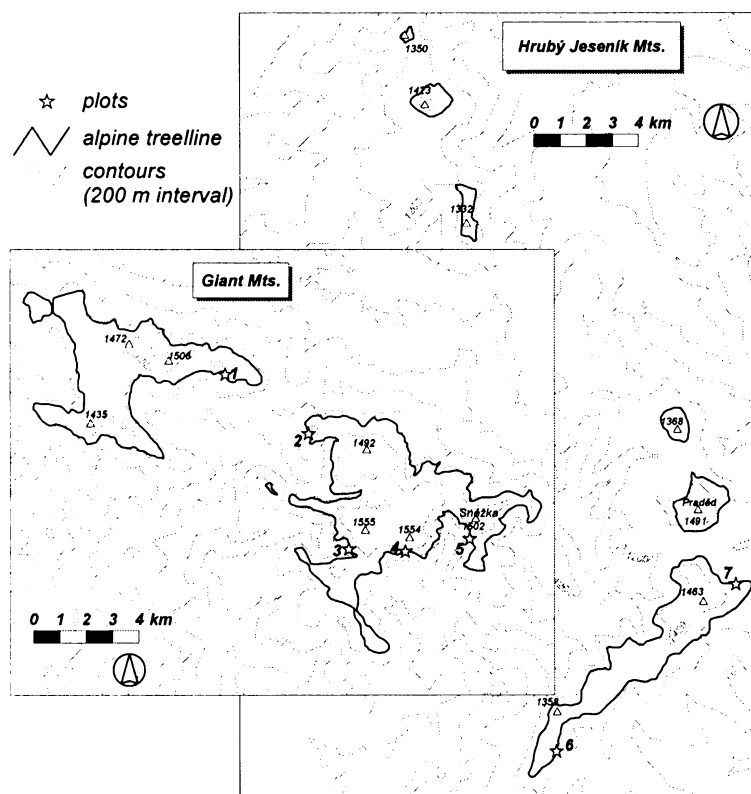 Hrubý Jeseník Mts.
0 1 2 3 4 km
1350
1423
1332
plots
alpine treelline
contours
(200 m interval)
Giant Mts.
1472
1506
1
1435
2
1492
1555
3
1554
4
Sněžka
1602
5
0 1 2 3 4 km
1368
Praděd
1491
1463
7
1358
6